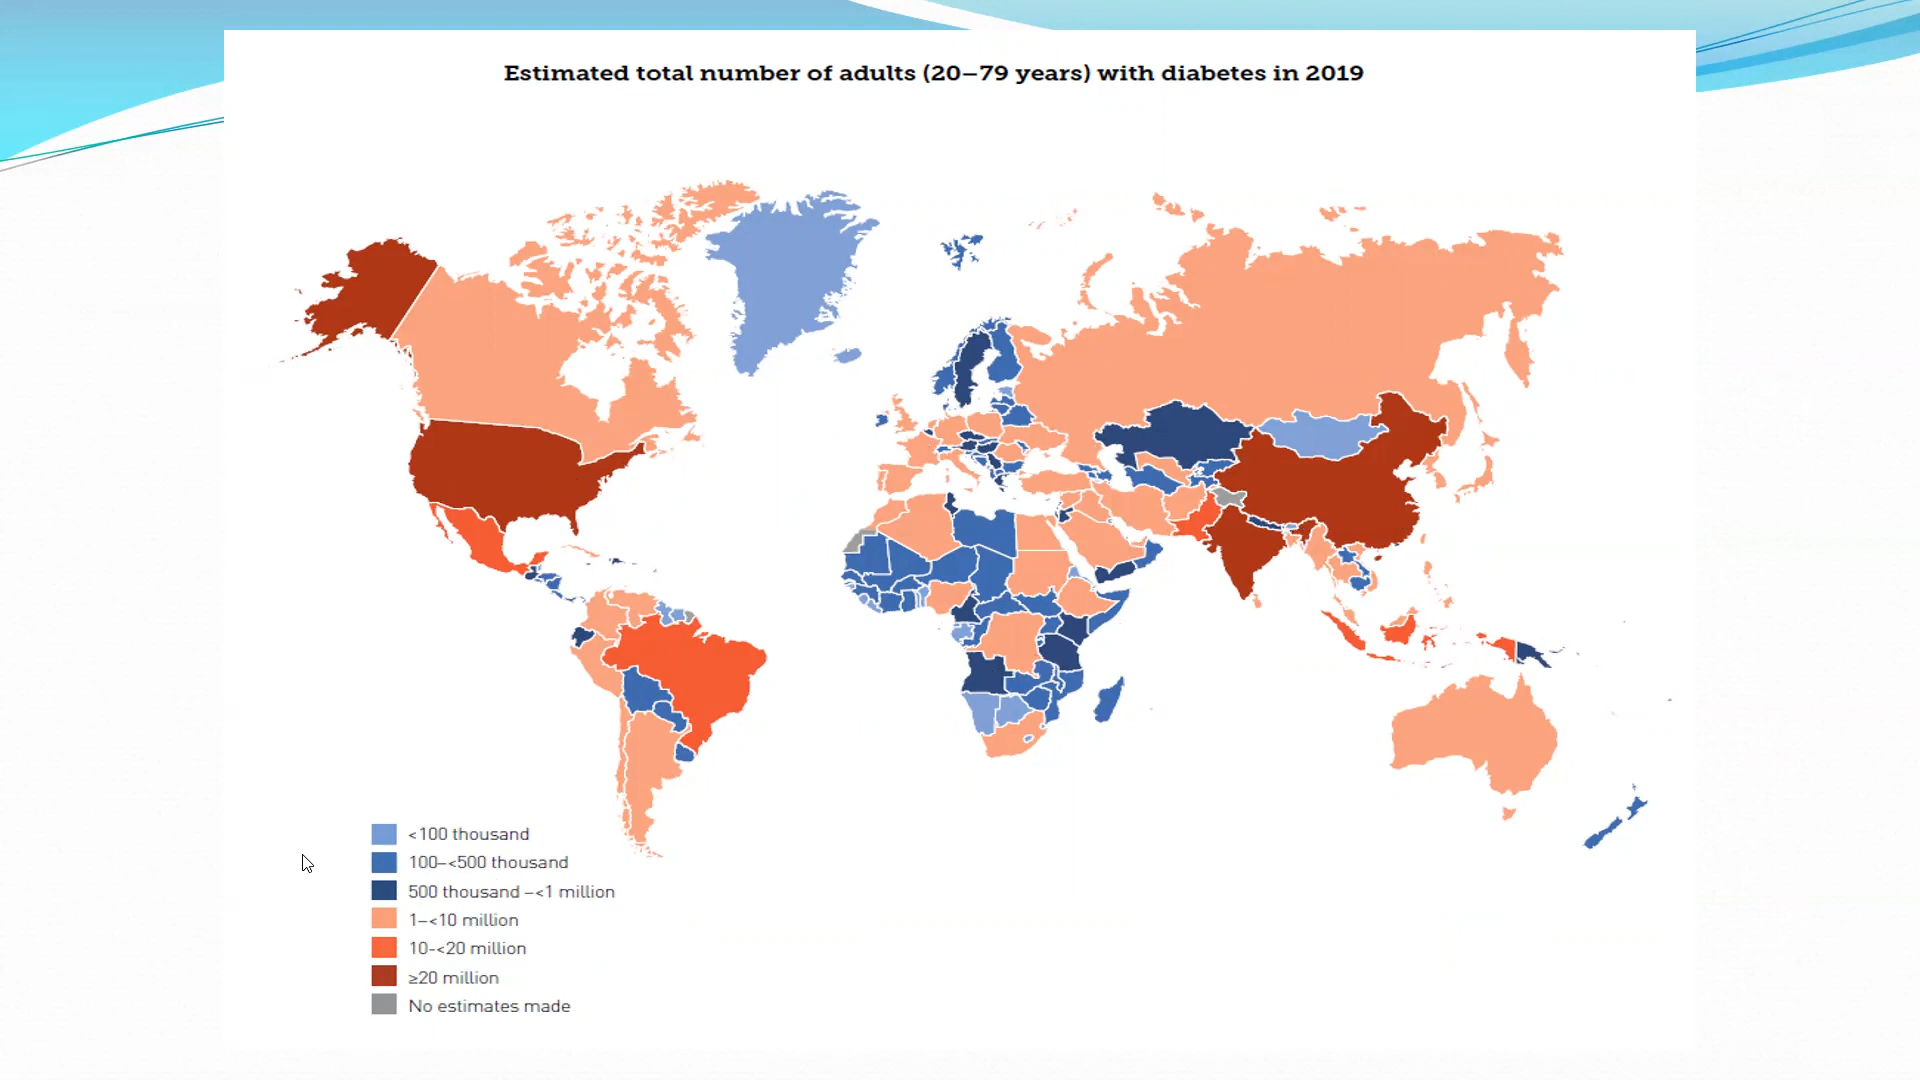 Estimated total number of adults (20–79 years) with diabetes in 2019
<100 thousand
100–<500 thousand
500 thousand –<1 million
1–<10 million
10-<20 million
≥20 million
No estimates made